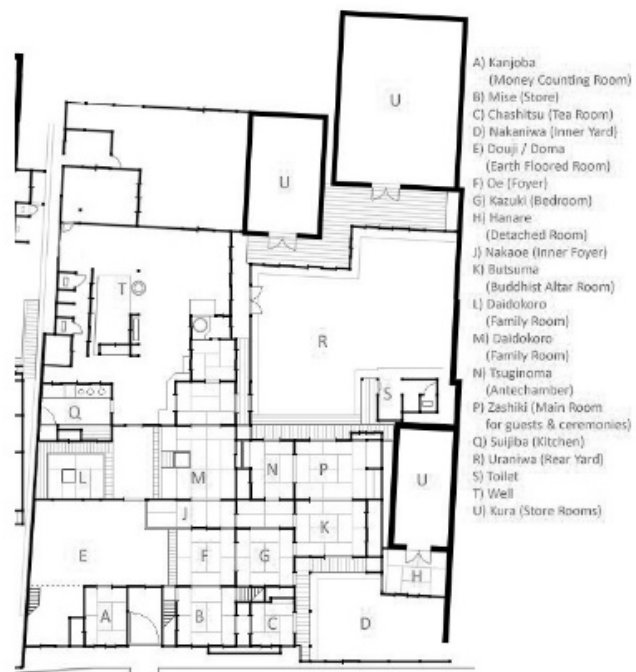 U
U
T
R
S
Q
L
M
N
P
U
J
K
E
F
G
H
A
B
C
D
A) Kanjoba
(Money Counting Room)
B) Mise (Store)
C) Chashitsu (Tea Room)
D) Nakaniwa (Inner Yard)
E) Douji / Doma
(Earth Floored Room)
F) Oe (Foyer)
G) Kazuki (Bedroom)
H) Hanare
(Detached Room)
J) Nakaoe (Inner Foyer)
K) Butsuma
(Buddhist Altar Room)
L) Daidokoro
(Family Room)
M) Daidokoro
(Family Room)
N) Tsuginoma
(Antechamber)
P) Zashiki (Main Room
for guests & ceremonies)
Q) Suijiba (Kitchen)
R) Uraniwa (Rear Yard)
S) Toilet
T) Well
U) Kura (Store Rooms)